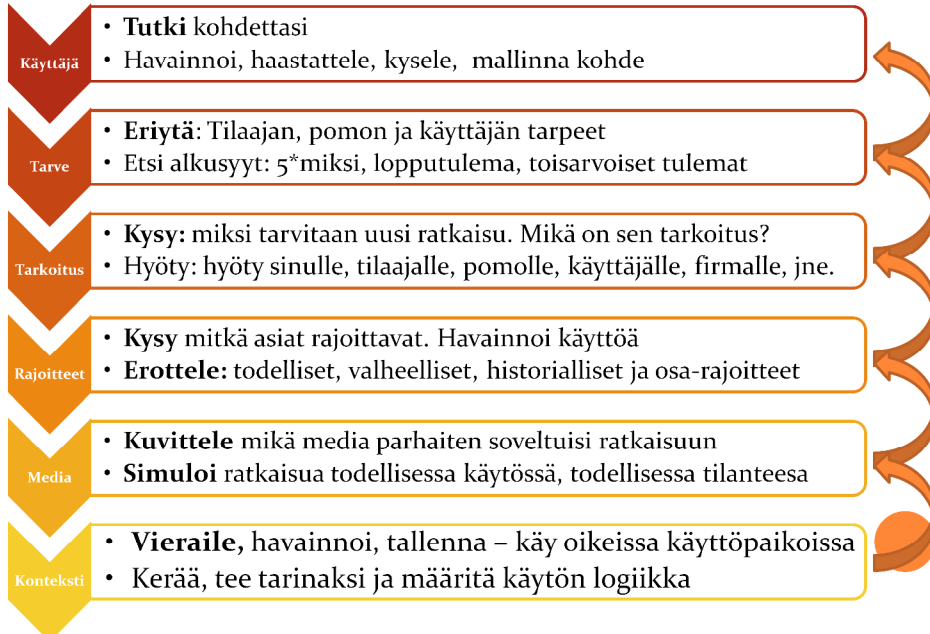 Käyttäjä
• Tutki kohdettasi
• Havainnoi, haastattele, kysele, mallinna kohde
Tarve
• Eriytä: Tilaajan, pomon ja käyttäjän tarpeet
• Etsi alkusyyt: 5*miksi, lopputulema, toisarvoiset tulemat
Tarkoitus
• Kysy: miksi tarvitaan uusi ratkaisu. Mikä on sen tarkoitus?
• Hyöty: hyöty sinulle, tilaajalle, pomolle, käyttäjälle, firmalle, jne.
Rajoitteet
• Kysy mitkä asiat rajoittavat. Havainnoi käyttöä
• Erottele: todelliset, valheelliset, historialliset ja osa-rajoitteet
Media
• Kuvittele mikä media parhaiten soveltuisi ratkaisuun
• Simuloi ratkaisua todellisessa käytössä, todellisessa tilanteesa
Konteksti
• Vieraile, havainnoi, tallenna – käy oikeissa käyttöpaikoissa
• Kerää, tee tarinaksi ja määritä käytön logiikka